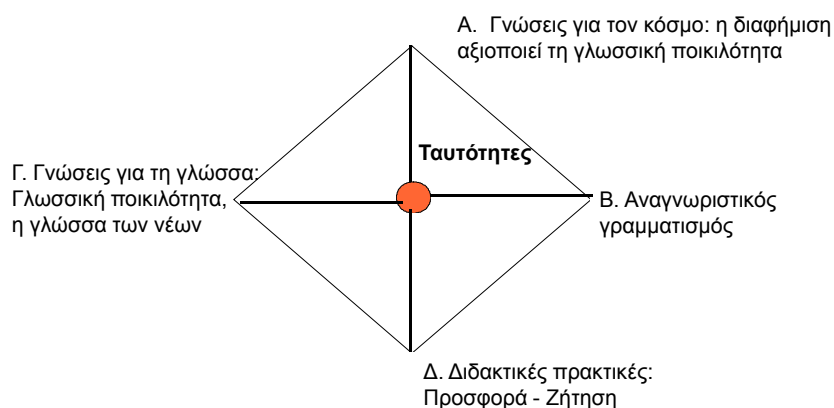 Α. Γνώσεις για τον κόσμο: η διαφήμιση
αξιοποιεί τη γλωσσική ποικιλότητα
Ταυτότητες
Γ. Γνώσεις για τη γλώσσα:
Γλωσσική ποικιλότητα,
η γλώσσα των νέων
Β. Αναγνωριστικός
γραμματισμός
Δ. Διδακτικές πρακτικές:
Προσφορά - Ζήτηση